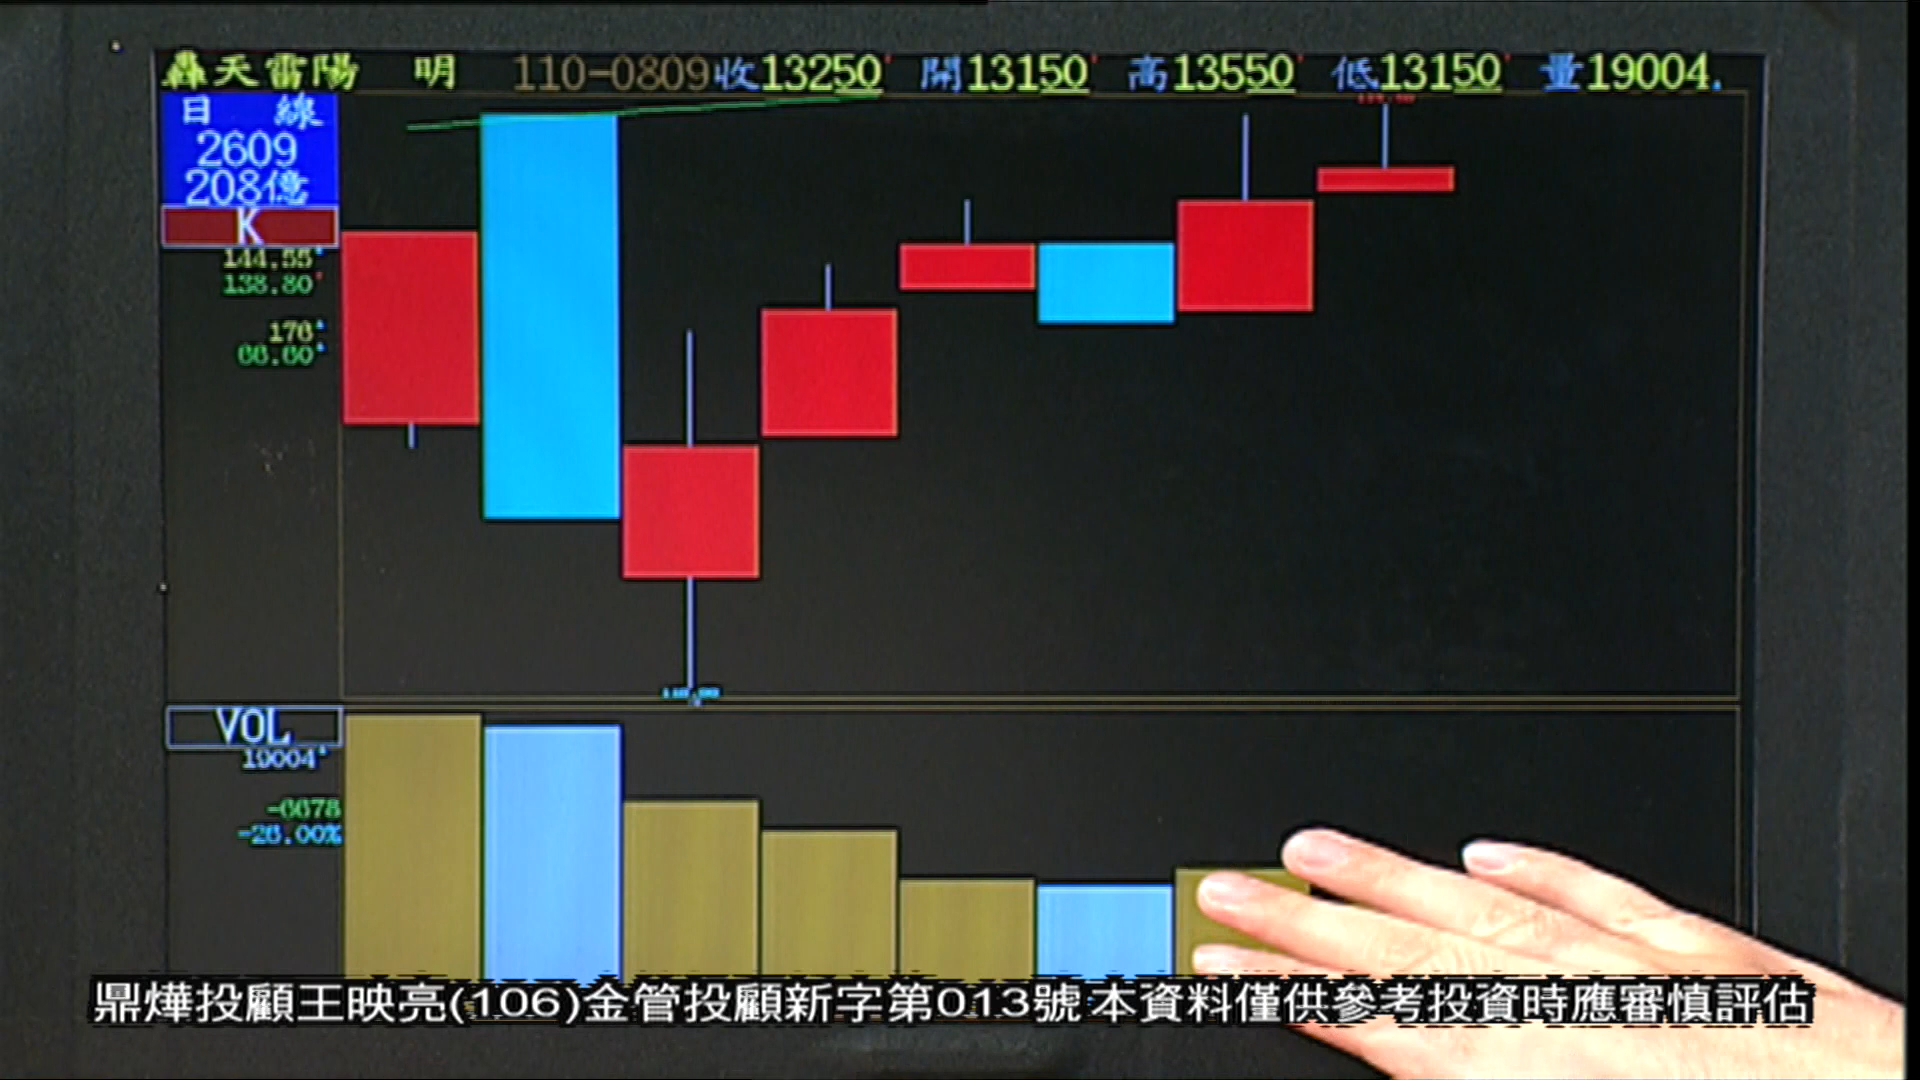 轟天雷陽 明 110-0809收13250 開13150 高13550 低13150 量19004.
日 線
2609
208億
K
144.55
138.80
176
66.60
VOL
19004
-6678
-26.00%
鼎燁投顧王映亮(106)金管投顧新字第013號 本資料僅供參考投資時應審慎評估